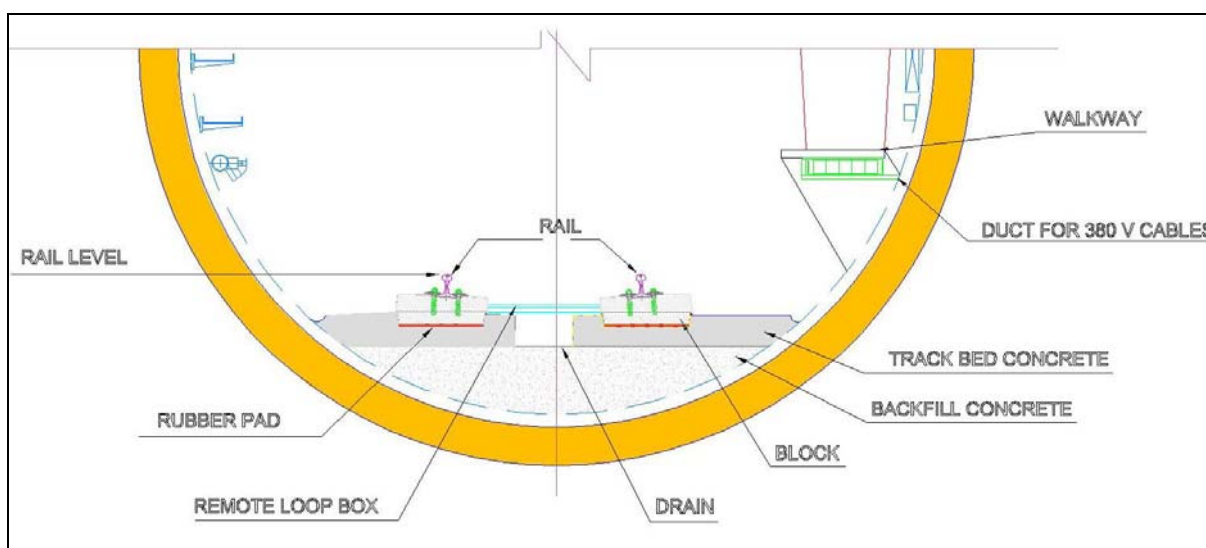 WALKWAY
DUCT FOR 380 V CABLES
RAIL
RAIL LEVEL
TRACK BED CONCRETE
BACKFILL CONCRETE
RUBBER PAD
BLOCK
REMOTE LOOP BOX
DRAIN